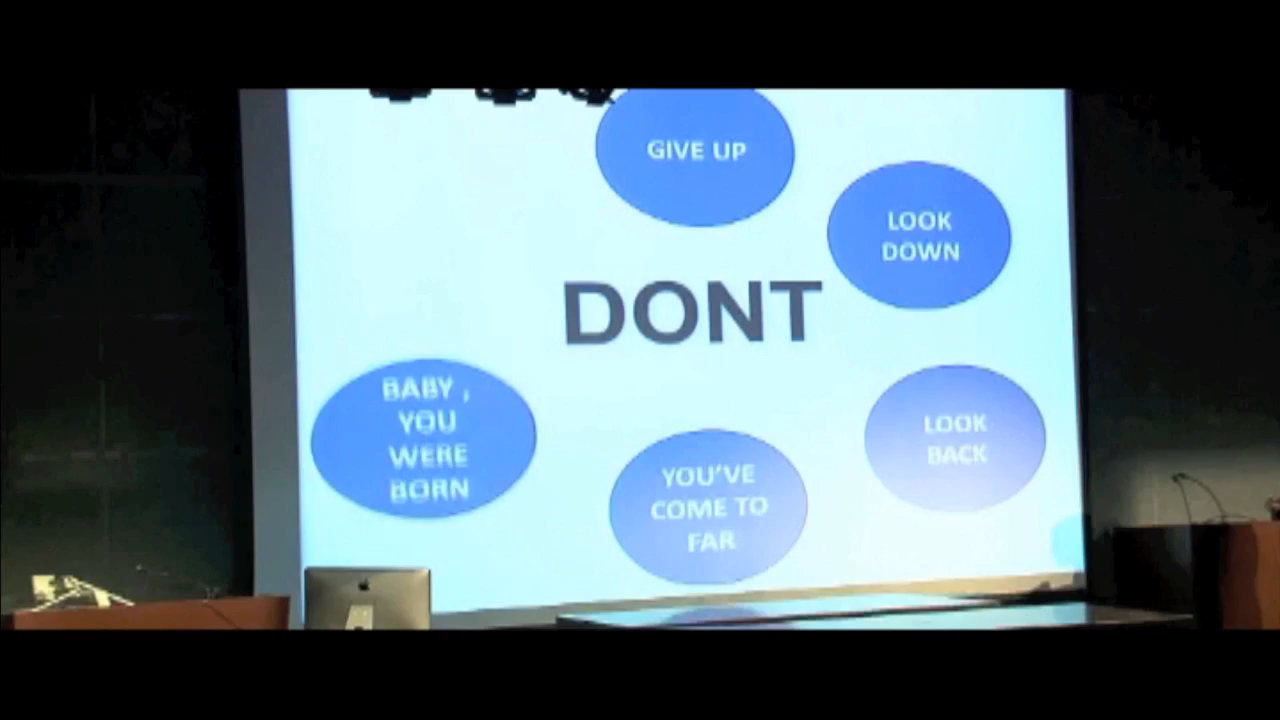 GIVE UP
LOOK
DOWN
DONT
LOOK
BACK
YOU'VE
COME TO
FAR
BABY ,
YOU
WERE
BORN